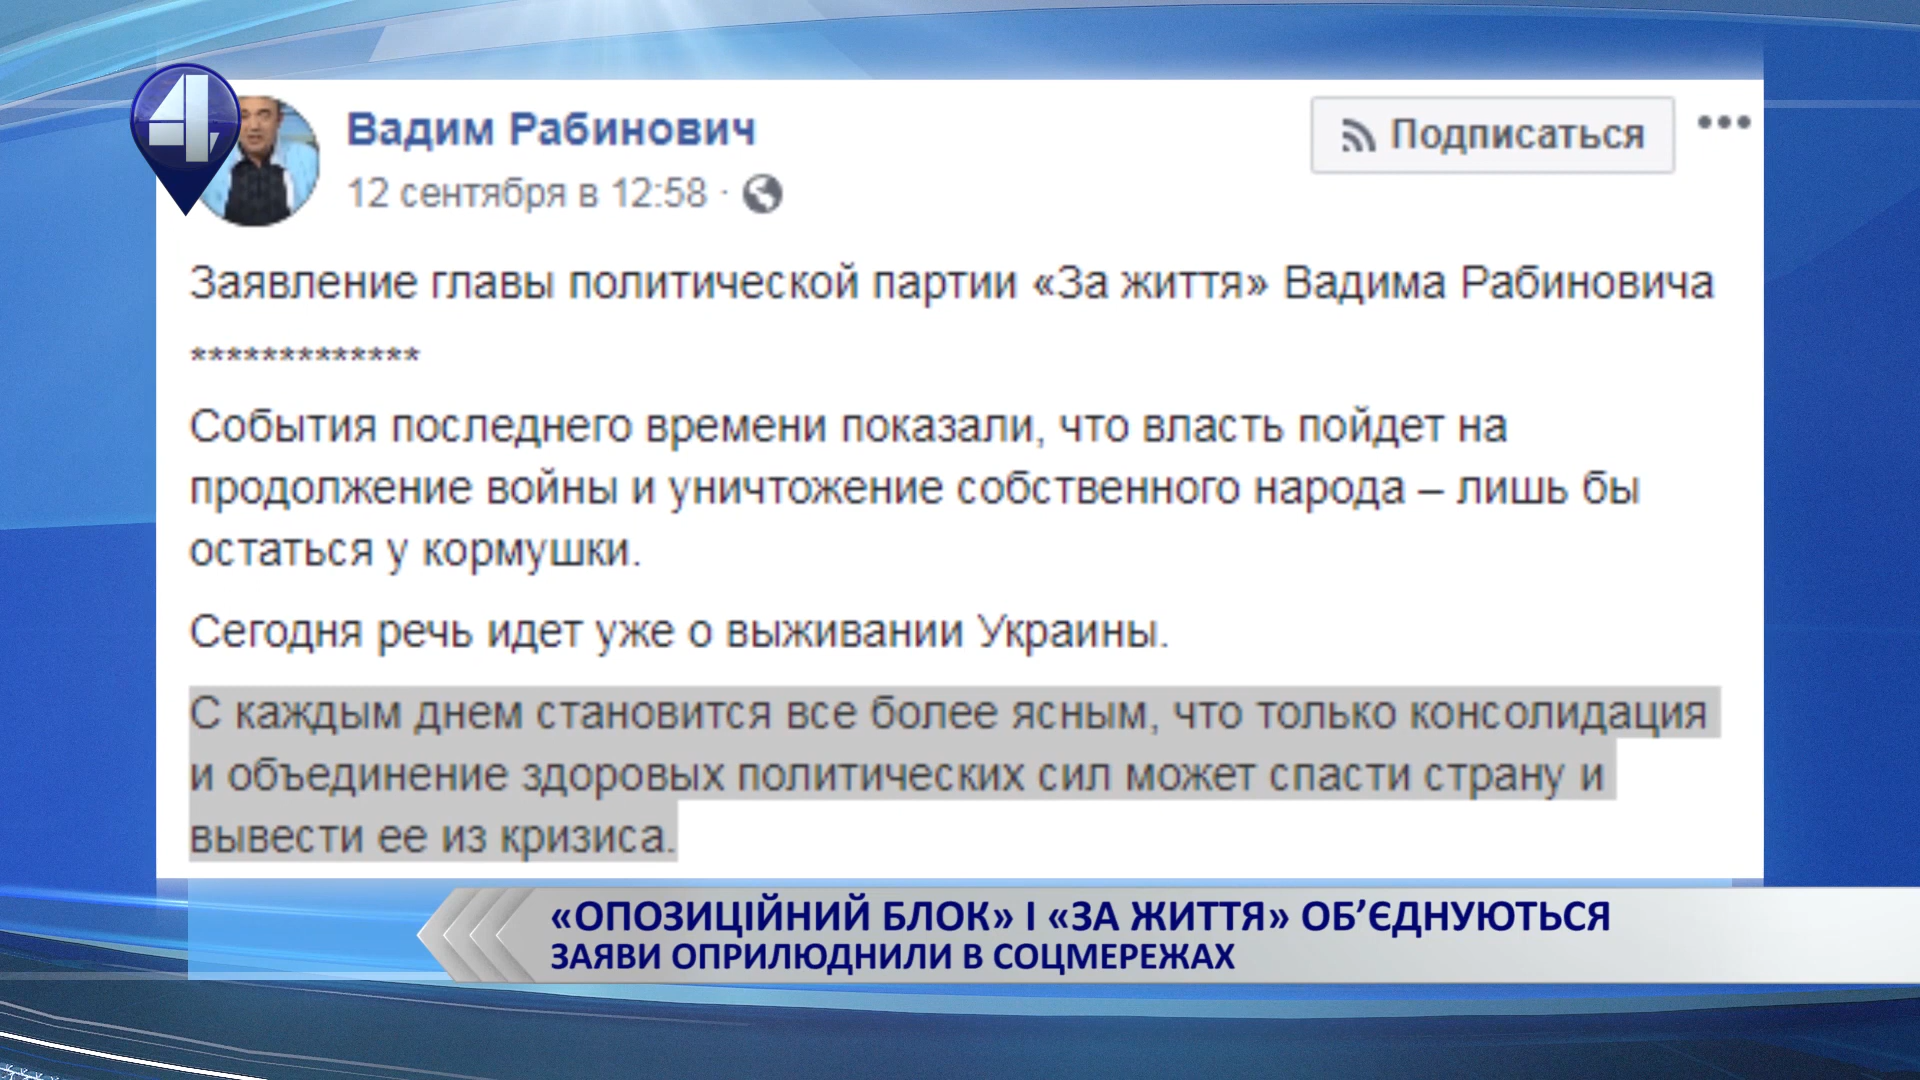 4
Вадим Рабинович
Подписаться
12 сентября в 12:58 ·
Заявление главы политической партии «За життя» Вадима Рабиновича
*************
События последнего времени показали, что власть пойдет на
продолжение войны и уничтожение собственного народа – лишь бы
остаться у кормушки.
Сегодня речь идет уже о выживании Украины.
С каждым днем становится все более ясным, что только консолидация
и объединение здоровых политических сил может спасти страну и
вывести ее из кризиса.
«ОПОЗИЦІЙНИЙ БЛОК» І «ЗА ЖИТТЯ» ОБ’ЄДНУЮТЬСЯ
ЗАЯВИ ОПРИЛЮДНИЛИ В СОЦМЕРЕЖАХ